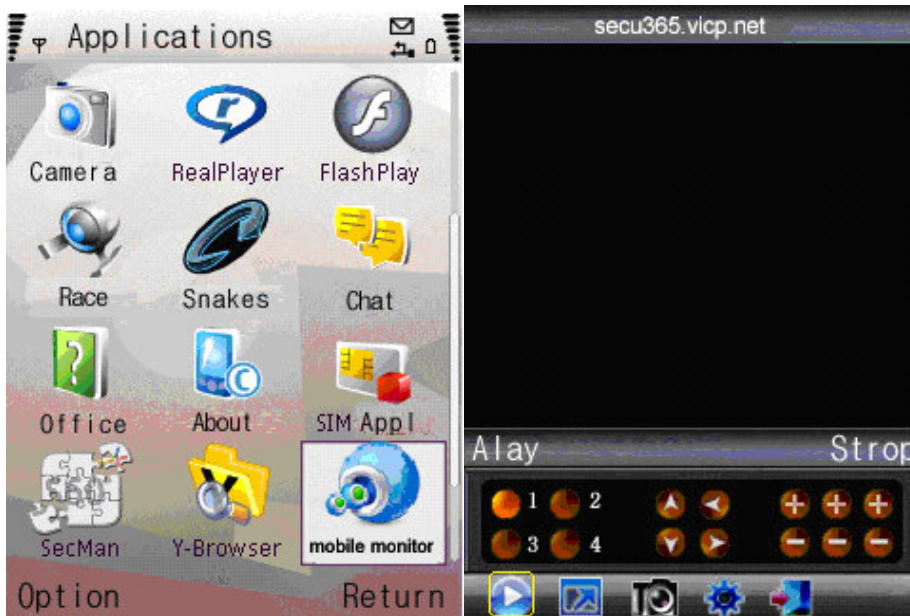 Applications
Camera RealPlayer FlashPlay
Race Snakes Chat
Office About SIM Appl
SecMan Y-Browser mobile monitor
Option Return
secu365.vicp.net
Alay Strop
1 2
3 4